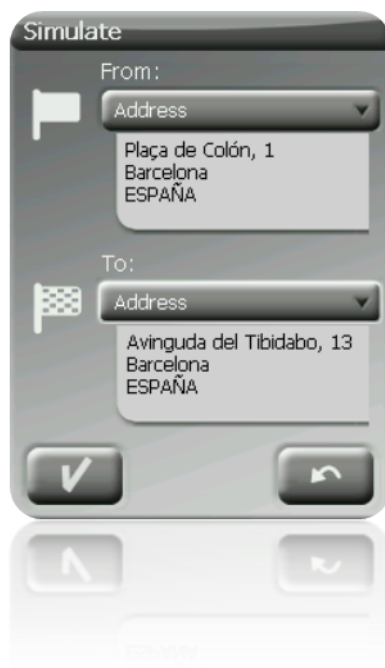 Simulate
From:
Address
Plaça de Colón, 1
Barcelona
ESPAÑA
To:
Address
Avinguda del Tibidabo, 13
Barcelona
ESPAÑA